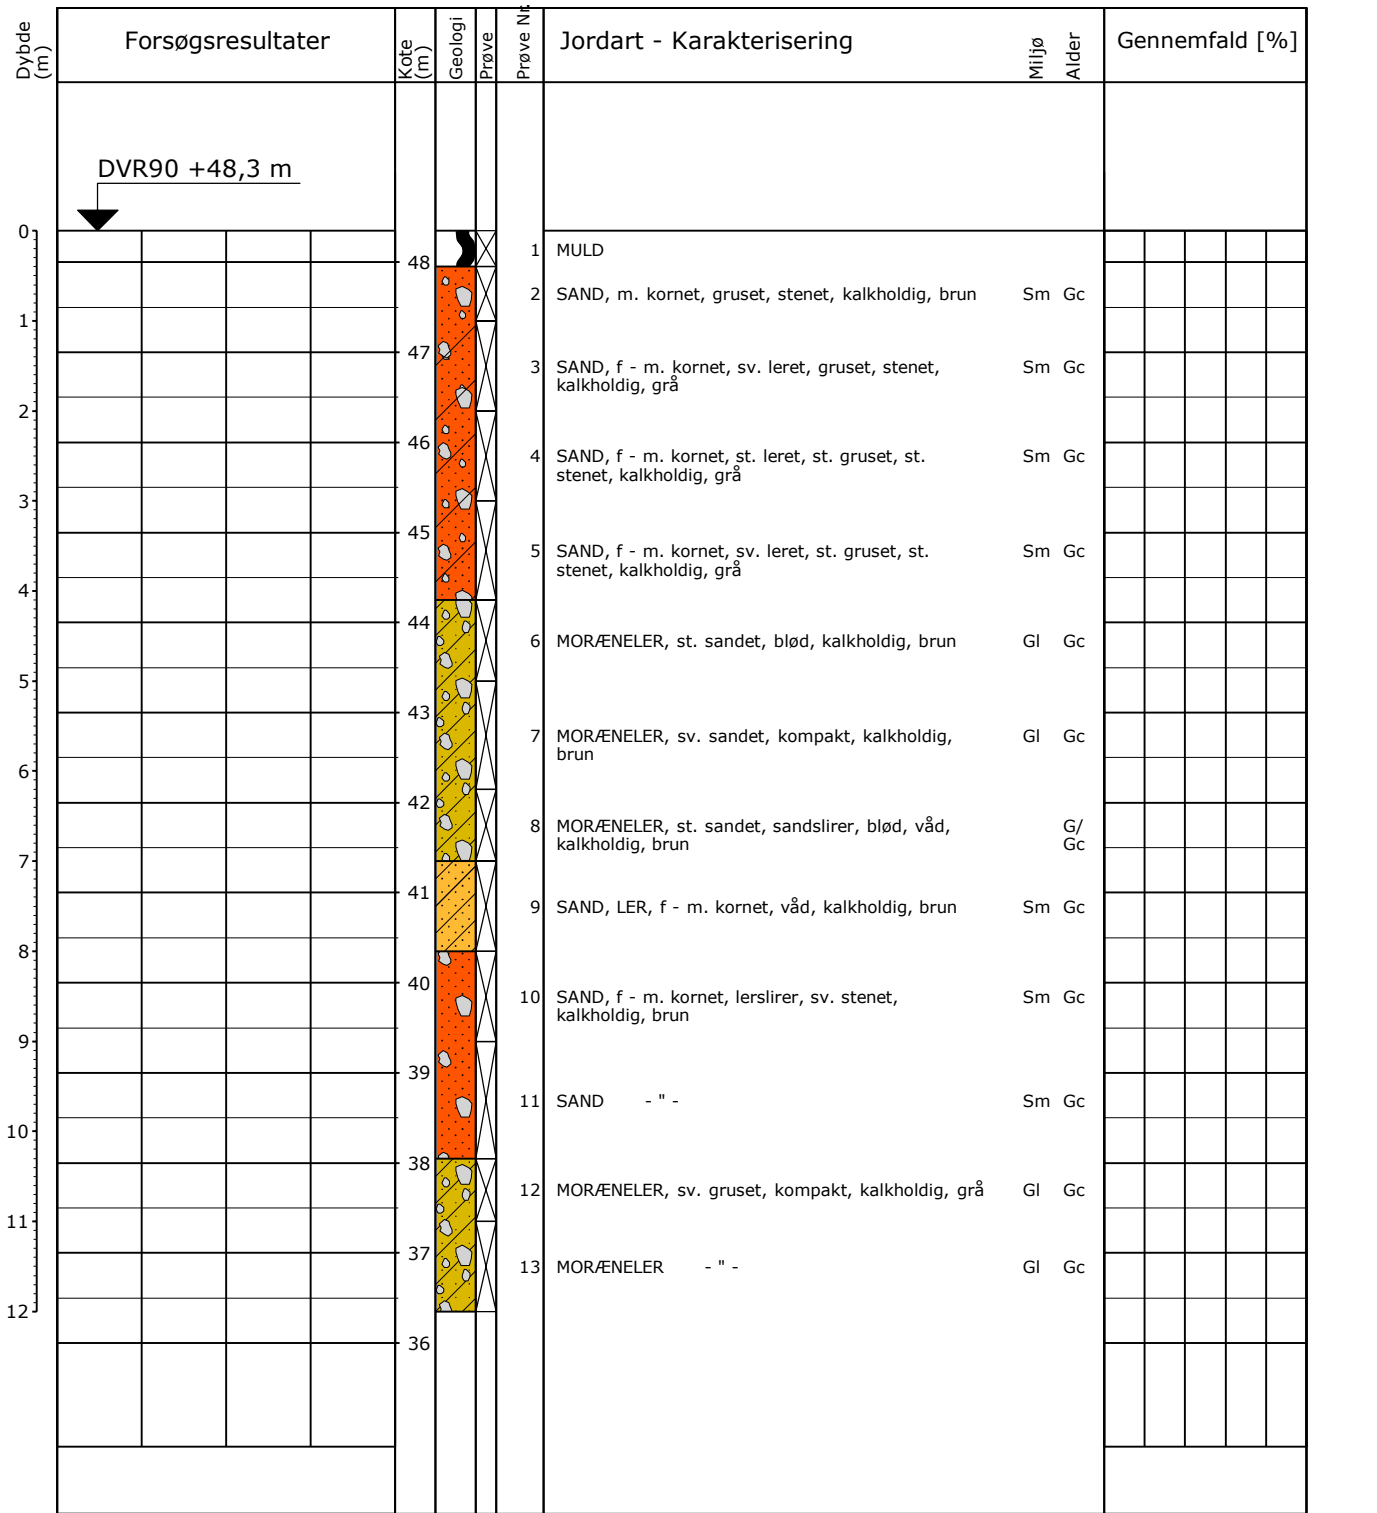 Dybde
(m)
Forsøgsresultater
Kote
(m)
Geologi
Prøve
Prøve Nr.
Jordart - Karakterisering
Miljø
Alder
Gennemfald [%]
DVR90 +48,3 m
0
48
1 MULD
2 SAND, m. kornet, gruset, stenet, kalkholdig, brun Sm Gc
1
47
3 SAND, f - m. kornet, sv. leret, gruset, stenet, Sm Gc
kalkholdig, grå
2
46
4 SAND, f - m. kornet, st. leret, st. gruset, st. Sm Gc
stenet, kalkholdig, grå
3
45
5 SAND, f - m. kornet, sv. leret, st. gruset, st. Sm Gc
stenet, kalkholdig, grå
4
44
6 MORÆNELER, st. sandet, blød, kalkholdig, brun Gl Gc
5
43
7 MORÆNELER, sv. sandet, kompakt, kalkholdig, Gl Gc
brun
6
42
8 MORÆNELER, st. sandet, sandslirer, blød, våd, G/
kalkholdig, brun Gc
7
41
9 SAND, LER, f - m. kornet, våd, kalkholdig, brun Sm Gc
8
40
10 SAND, f - m. kornet, lerslirer, sv. stenet, Sm Gc
kalkholdig, brun
9
39
11 SAND - " - Sm Gc
10
38
12 MORÆNELER, sv. gruset, kompakt, kalkholdig, grå Gl Gc
11
37
13 MORÆNELER - " - Gl Gc
12
36